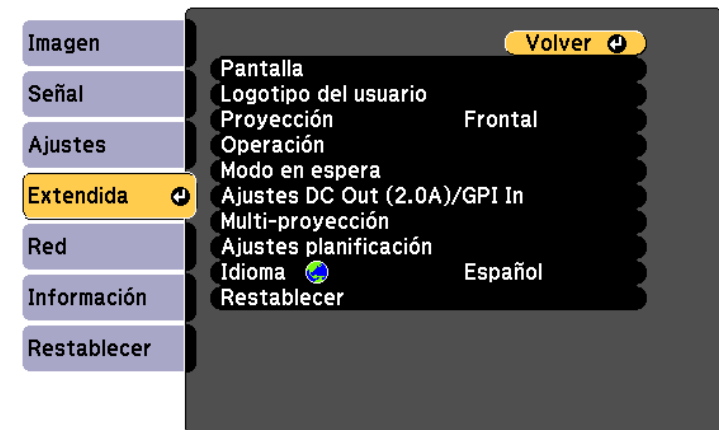 Imagen
Señal
Ajustes
Extendida
Red
Información
Restablecer
Volver
Pantalla
Logotipo del usuario
Proyección Frontal
Operación
Modo en espera
Ajustes DC Out (2.0A)/GPI In
Multi-proyección
Ajustes planificación
Idioma Español
Restablecer